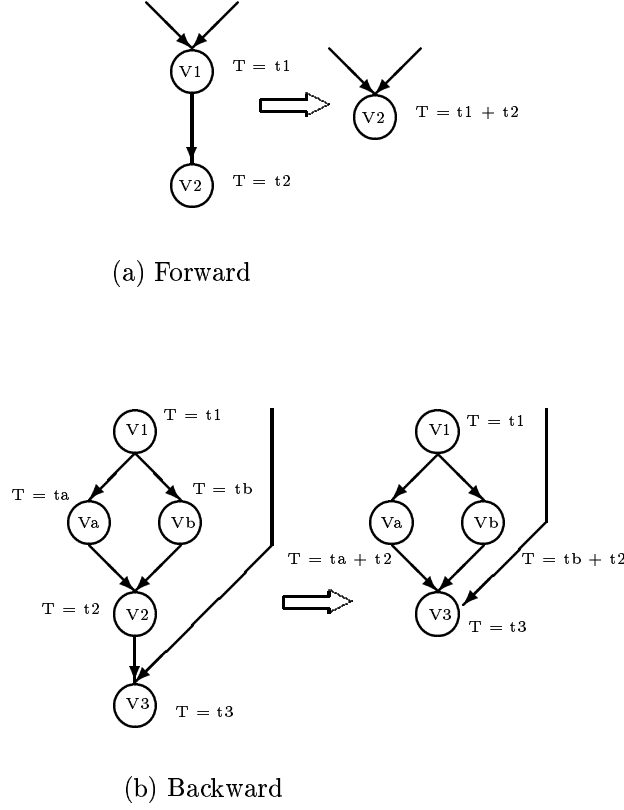 V1
T = t1
V2
T = t1 + t2
V2
T = t2
(a) Forward
V1
T = t1
V1
T = t1
T = ta
T = tb
Va
Vb
Va
Vb
T = ta + t2
T = tb + t2
T = t2
V2
V3
T = t3
V3
T = t3
(b) Backward